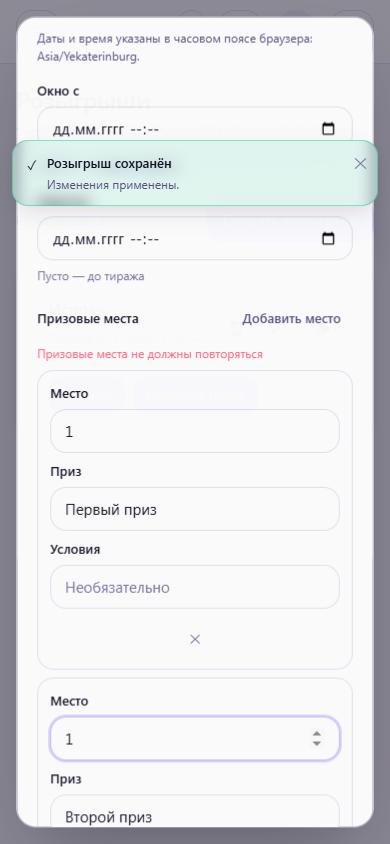 Даты и время указаны в часовом поясе браузера:
Asia/Yekaterinburg.
Окно с
дд.мм.гггг --:--
✓ Розыгрыш сохранён
Изменения применены.
дд.мм.гггг --:--
Пусто — до тиража
Призовые места
Добавить место
Призовые места не должны повторяться
Место
1
Приз
Первый приз
Условия
Необязательно
Место
1
Приз
Второй приз